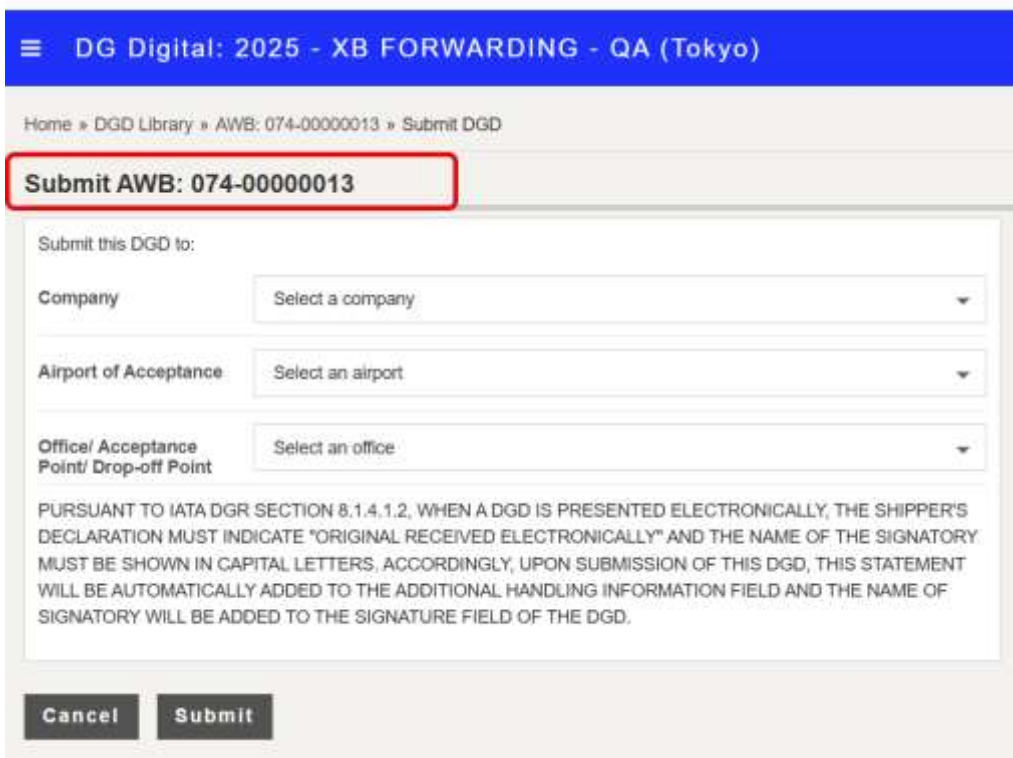 DG Digital: 2025 - XB FORWARDING - QA (Tokyo)
Home » DGD Library » AWB: 074-00000013 » Submit DGD
Submit AWB: 074-00000013
Submit this DGD to:
Company
Select a company
Airport of Acceptance
Select an airport
Office/ Acceptance
Point/ Drop-off Point
Select an office
PURSUANT TO IATA DGR SECTION 8.1.4.1.2, WHEN A DGD IS PRESENTED ELECTRONICALLY, THE SHIPPER'S
DECLARATION MUST INDICATE "ORIGINAL RECEIVED ELECTRONICALLY" AND THE NAME OF THE SIGNATORY
MUST BE SHOWN IN CAPITAL LETTERS. ACCORDINGLY, UPON SUBMISSION OF THIS DGD, THIS STATEMENT
WILL BE AUTOMATICALLY ADDED TO THE ADDITIONAL HANDLING INFORMATION FIELD AND THE NAME OF
SIGNATORY WILL BE ADDED TO THE SIGNATURE FIELD OF THE DGD.
Cancel
Submit